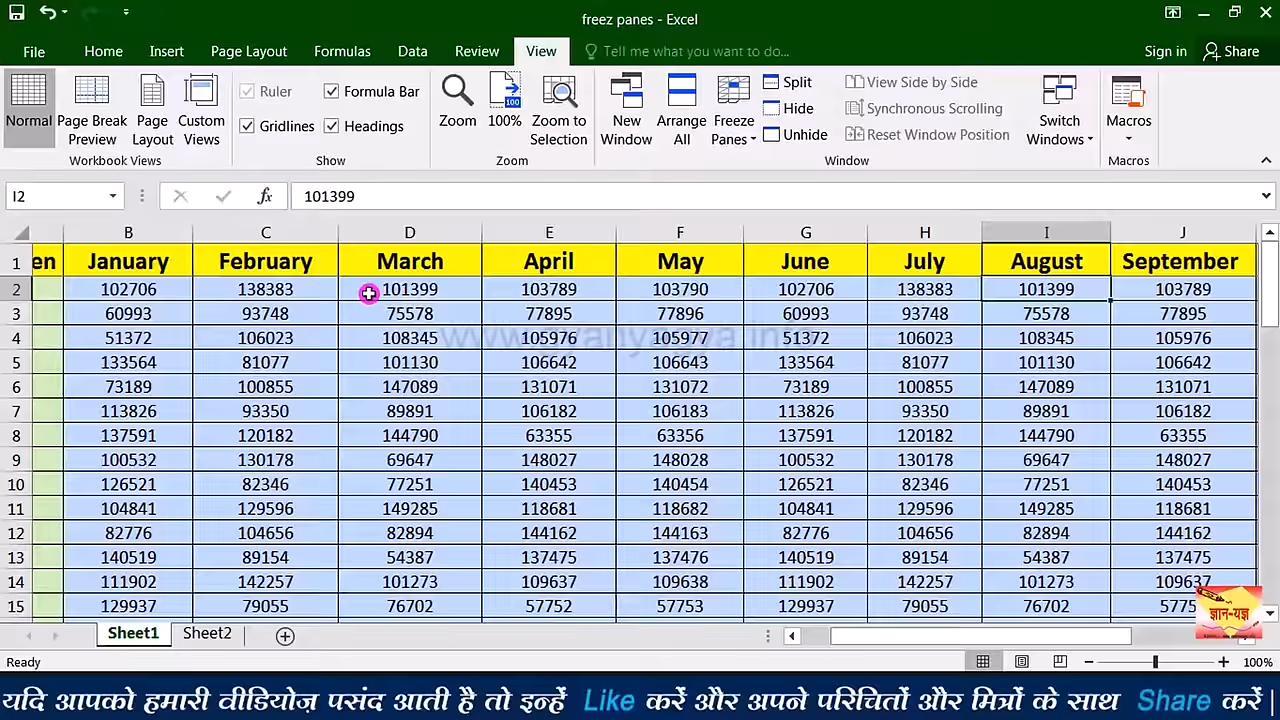 freez panes - Excel
File Home Insert Page Layout Formulas Data Review View Tell me what you want to do... Sign in Share
Normal Page Break Preview Page Layout Custom Views
Workbook Views
Ruler Formula Bar
Gridlines Headings
Show
Zoom 100% Zoom to Selection
Zoom
New Window Arrange All Freeze Panes
Split
Hide
Unhide
View Side by Side
Synchronous Scrolling
Reset Window Position
Switch Windows
Window
Macros
Macros
I2 fx 101399
B C D E F G H I J
1 en January February March April May June July August September
2 102706 138383 101399 103789 103790 102706 138383 101399 103789
3 60993 93748 75578 77895 77896 60993 93748 75578 77895
4 51372 106023 108345 105976 105977 51372 106023 108345 105976
5 133564 81077 101130 106642 106643 133564 81077 101130 106642
6 73189 100855 147089 131071 131072 73189 100855 147089 131071
7 113826 93350 89891 106182 106183 113826 93350 89891 106182
8 137591 120182 144790 63355 63356 137591 120182 144790 63355
9 100532 130178 69647 148027 148028 100532 130178 69647 148027
10 126521 82346 77251 140453 140454 126521 82346 77251 140453
11 104841 129596 149285 118681 118682 104841 129596 149285 118681
12 82776 104656 82894 144162 144163 82776 104656 82894 144162
13 140519 89154 54387 137475 137476 140519 89154 54387 137475
14 111902 142257 101273 109637 109638 111902 142257 101273 109637
15 129937 79055 76702 57752 57753 129937 79055 76702 5775
www.gyanyagya.info
ज्ञान-यज्ञ
Sheet1 Sheet2
Ready 100%
यदि आपको हमारी वीडियोज़ पसंद आती है तो इन्हें Like करें और अपने परिचितों और मित्रों के साथ Share करें |